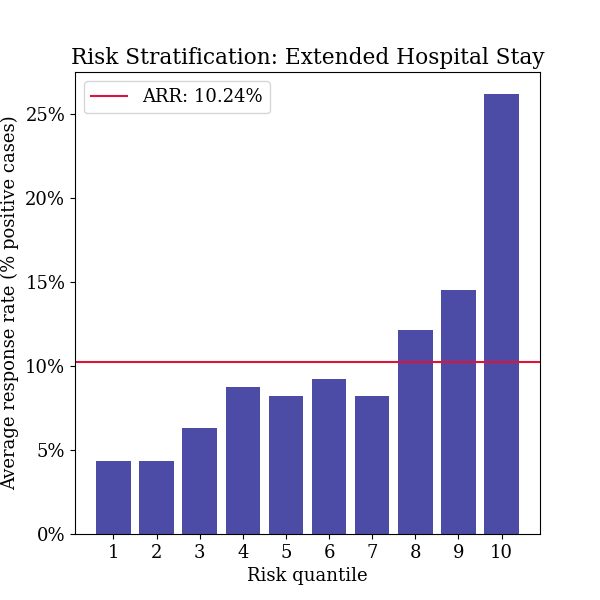 Risk Stratification: Extended Hospital Stay
ARR: 10.24%
Average response rate (% positive cases)
25%
20%
15%
10%
5%
0%
1 2 3 4 5 6 7 8 9 10
Risk quantile